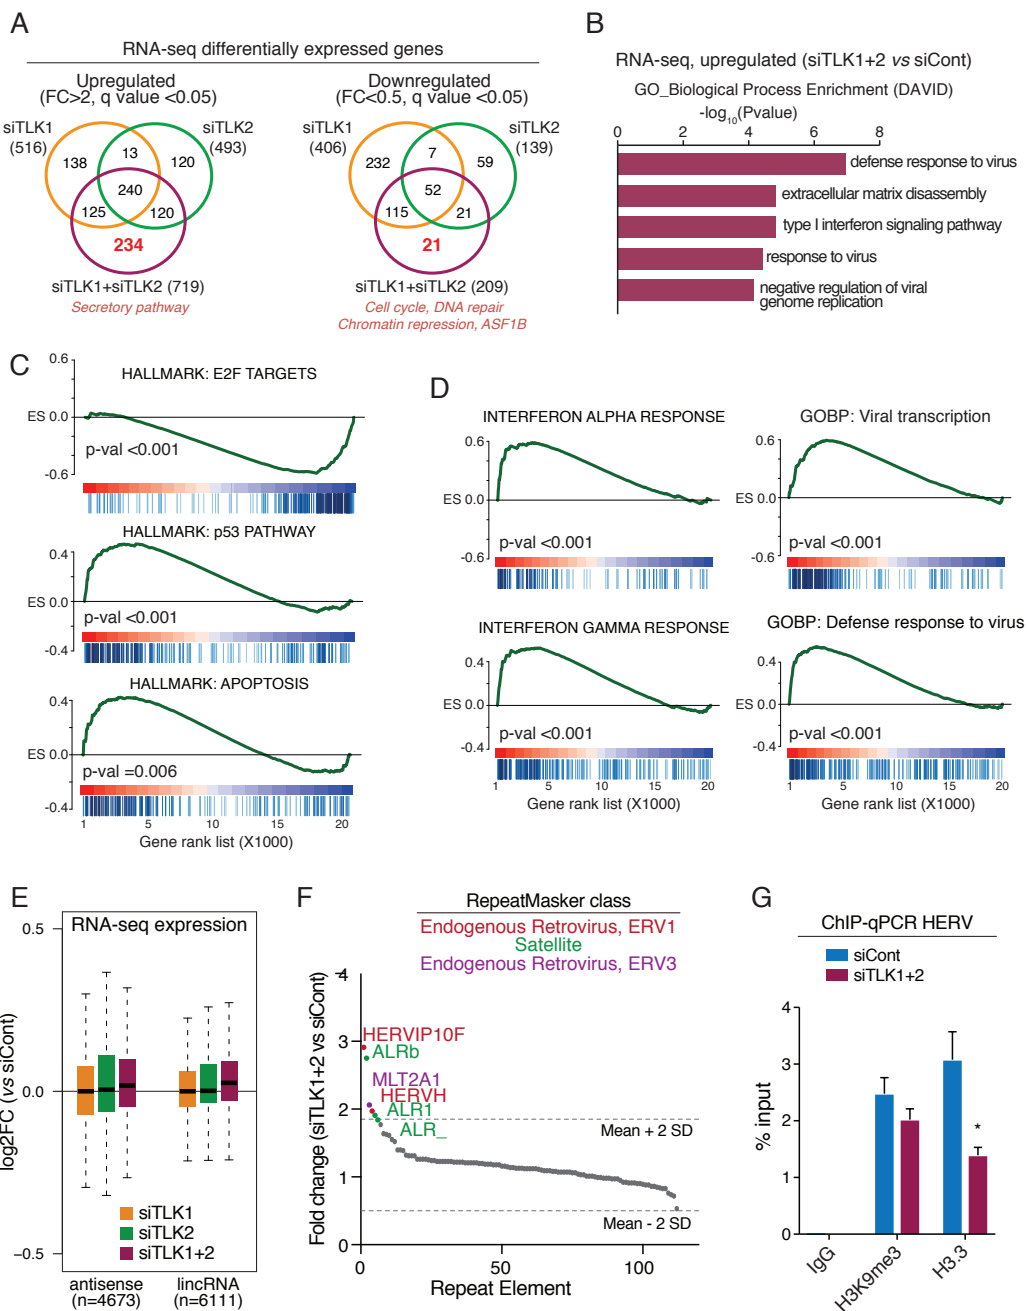 A
RNA-seq differentially expressed genes
Upregulated
(FC>2, q value <0.05)
siTLK1
(516)
siTLK2
(493)
138
13
120
240
125
120
234
siTLK1+siTLK2 (719)
Secretory pathway
Downregulated
(FC<0.5, q value <0.05)
siTLK1
(406)
siTLK2
(139)
232
7
59
52
115
21
21
siTLK1+siTLK2 (209)
Cell cycle, DNA repair
Chromatin repression, ASF1B
B
RNA-seq, upregulated (siTLK1+2 vs siCont)
GO_Biological Process Enrichment (DAVID)
-log10(Pvalue)
0 2 4 6 8
defense response to virus
extracellular matrix disassembly
type I interferon signaling pathway
response to virus
negative regulation of viral
genome replication
C
HALLMARK: E2F TARGETS
0.6
ES 0.0
-0.6
p-val <0.001
HALLMARK: p53 PATHWAY
0.4
ES 0.0
-0.4
p-val <0.001
HALLMARK: APOPTOSIS
0.4
ES 0.0
-0.4
p-val =0.006
1 5 10 15 20
Gene rank list (X1000)
D
INTERFERON ALPHA RESPONSE
0.6
ES 0.0
-0.6
p-val <0.001
GOBP: Viral transcription
0.6
ES 0.0
-0.6
p-val <0.001
INTERFERON GAMMA RESPONSE
0.4
ES 0.0
-0.4
p-val <0.001
1 5 10 15 20
Gene rank list (X1000)
GOBP: Defense response to virus
0.4
ES 0.0
-0.4
p-val <0.001
1 5 10 15 20
Gene rank list (X1000)
E
RNA-seq expression
log2FC (vs siCont)
0.5
0.0
−0.5
siTLK1
siTLK2
siTLK1+2
antisense
(n=4673)
lincRNA
(n=6111)
F
RepeatMasker class
Endogenous Retrovirus, ERV1
Satellite
Endogenous Retrovirus, ERV3
Fold change (siTLK1+2 vs siCont)
4
3
2
1
0
HERVIP10F
ALRb
MLT2A1
HERVH
ALR1
ALR_
Mean + 2 SD
Mean - 2 SD
0 50 100
Repeat Element
G
ChIP-qPCR HERV
siCont
siTLK1+2
% input
4
3
2
1
0
*
IgG
H3K9me3
H3.3